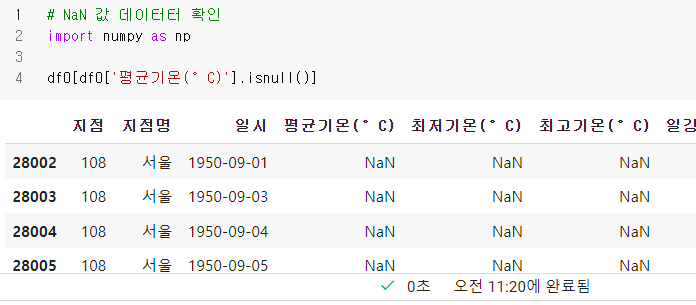 1 # NaN 값 데이터터 확인
2 import numpy as np
3
4 df0[df0['평균기온(°C)'].isnull()]
지점 지점명 일시 평균기온(°C) 최저기온(°C) 최고기온(°C) 일강
28002 108 서울 1950-09-01 NaN NaN NaN
28003 108 서울 1950-09-03 NaN NaN NaN
28004 108 서울 1950-09-04 NaN NaN NaN
28005 108 서울 1950-09-05 NaN NaN NaN
✓ 0초 오전 11:20에 완료됨